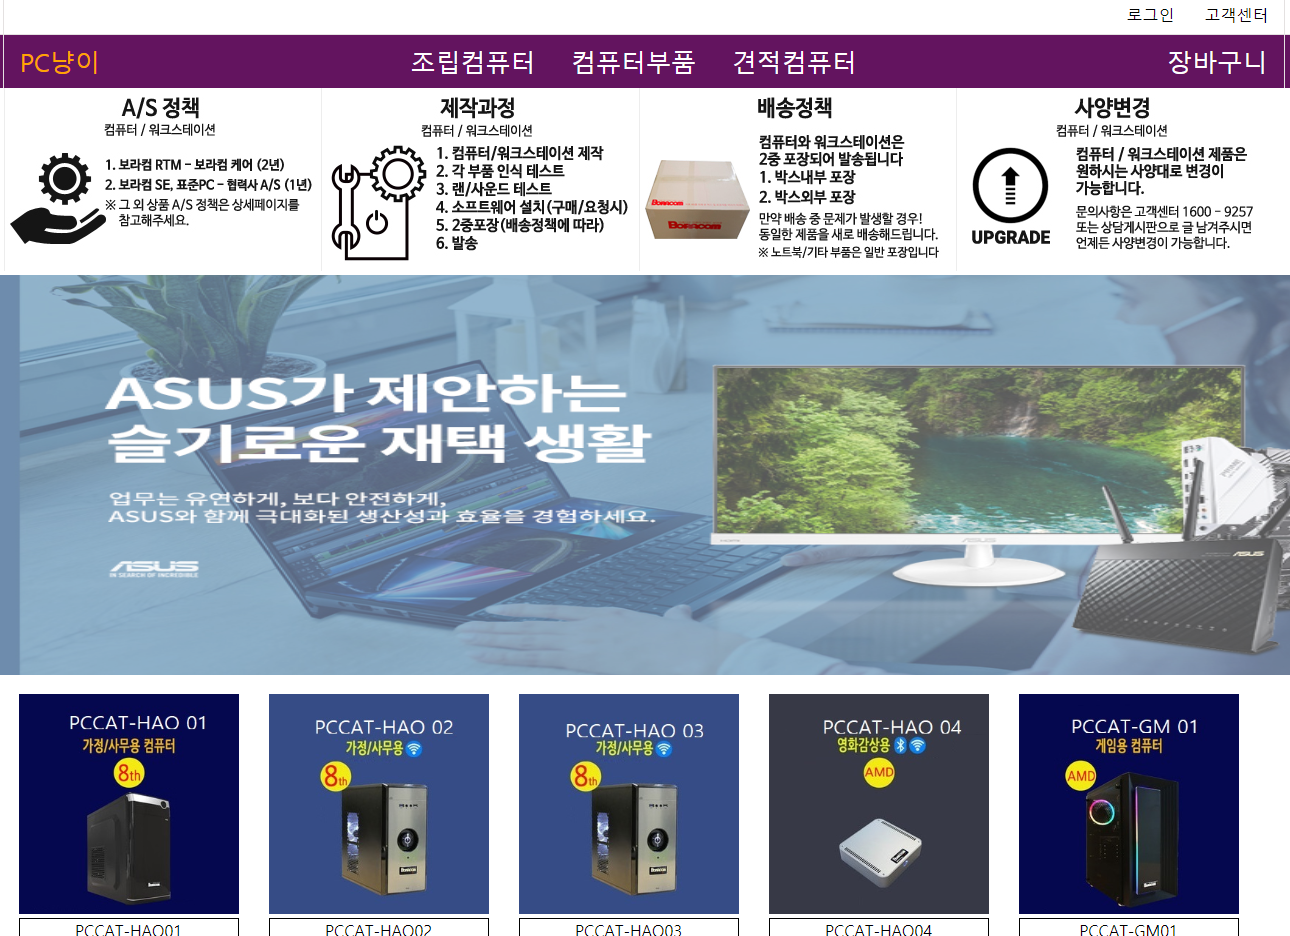 로그인 고객센터
PC냥이 조립컴퓨터 컴퓨터부품 견적컴퓨터 장바구니
A/S 정책
컴퓨터 / 워크스테이션
1. 보라컴 RTM - 보라컴 케어 (2년)
2. 보라컴 SE, 표준PC - 협력사 A/S (1년)
※ 그 외 상품 A/S 정책은 상세페이지를
참고해주세요.
제작과정
컴퓨터 / 워크스테이션
1. 컴퓨터/워크스테이션 제작
2. 각 부품 인식 테스트
3. 랜/사운드 테스트
4. 소프트웨어 설치(구매/요청시)
5. 2중포장(배송정책에 따라)
6. 발송
배송정책
컴퓨터와 워크스테이션은
2중 포장되어 발송됩니다
1. 박스내부 포장
2. 박스외부 포장
만약 배송 중 문제가 발생할 경우!
동일한 제품을 새로 배송해드립니다.
※ 노트북/기타 부품은 일반 포장입니다
Boracom
Boracom
사양변경
컴퓨터 / 워크스테이션
컴퓨터 / 워크스테이션 제품은
원하시는 사양대로 변경이
가능합니다.
문의사항은 고객센터 1600 - 9257
또는 상담게시판으로 글 남겨주시면
언제든 사양변경이 가능합니다.
UPGRADE
ASUS가 제안하는
슬기로운 재택 생활
업무는 유연하게, 보다 안전하게,
ASUS와 함께 극대화된 생산성과 효율을 경험하세요.
ASUS
IN SEARCH OF INCREDIBLE
ASUS
PRIME
ASUS
PCCAT-HAO 01
가정/사무용 컴퓨터
8th
PCCAT-HAO 02
가정/사무용
8th
PCCAT-HAO 03
가정/사무용
8th
PCCAT-HAO 04
영화감상용
AMD
PCCAT-GM 01
게임용 컴퓨터
AMD
PCCAT-HAO01
PCCAT-HAO02
PCCAT-HAO03
PCCAT-HAO04
PCCAT-GM01